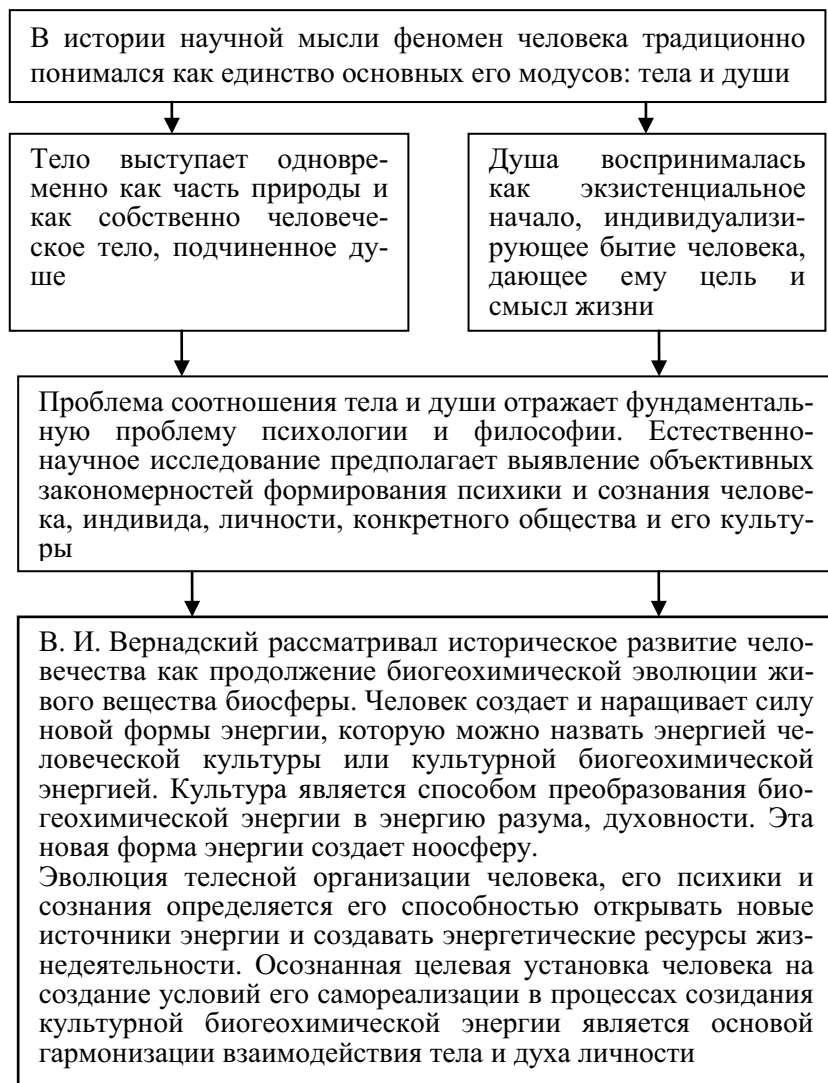 В истории научной мысли феномен человека традиционно
понимался как единство основных его модусов: тела и души
Тело выступает одновре-
менно как часть природы и
как собственно человече-
ское тело, подчиненное ду-
ше
Душа воспринималась
как экзистенциальное
начало, индивидуализи-
рующее бытие человека,
дающее ему цель и
смысл жизни
Проблема соотношения тела и души отражает фундаменталь-
ную проблему психологии и философии. Естественно-
научное исследование предполагает выявление объективных
закономерностей формирования психики и сознания челове-
ка, индивида, личности, конкретного общества и его культу-
ры
В. И. Вернадский рассматривал историческое развитие чело-
вечества как продолжение биогеохимической эволюции жи-
вого вещества биосферы. Человек создает и наращивает силу
новой формы энергии, которую можно назвать энергией че-
ловеческой культуры или культурной биогеохимической
энергией. Культура является способом преобразования био-
геохимической энергии в энергию разума, духовности. Эта
новая форма энергии создает ноосферу.
Эволюция телесной организации человека, его психики и
сознания определяется его способностью открывать новые
источники энергии и создавать энергетические ресурсы жиз-
недеятельности. Осознанная целевая установка человека на
создание условий его самореализации в процессах созидания
культурной биогеохимической энергии является основой
гармонизации взаимодействия тела и духа личности